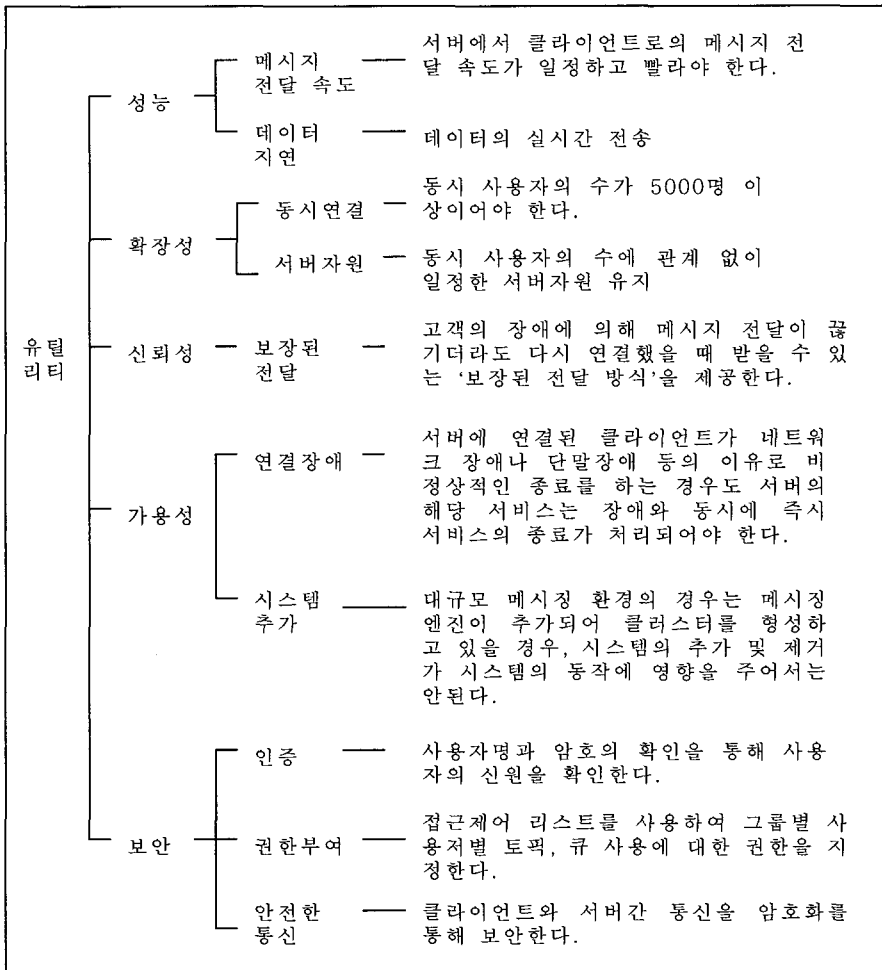 유틸
리티
성능
메시지
전달 속도
서버에서 클라이언트로의 메시지 전
달 속도가 일정하고 빨라야 한다.
데이터
지연
데이터의 실시간 전송
확장성
동시연결
동시 사용자의 수가 5000명 이
상이어야 한다.
서버자원
동시 사용자의 수에 관계 없이
일정한 서버자원 유지
신뢰성
보장된
전달
고객의 장애에 의해 메시지 전달이 끊
기더라도 다시 연결했을 때 받을 수 있
는 '보장된 전달 방식'을 제공한다.
가용성
연결장애
서버에 연결된 클라이언트가 네트워
크 장애나 단말장애 등의 이유로 비
정상적인 종료를 하는 경우도 서버의
해당 서비스는 장애와 동시에 즉시
서비스의 종료가 처리되어야 한다.
시스템
추가
대규모 메시징 환경의 경우는 메시징
엔진이 추가되어 클러스터를 형성하
고 있을 경우, 시스템의 추가 및 제거
가 시스템의 동작에 영향을 주어서는
안된다.
보안
인증
사용자명과 암호의 확인을 통해 사용
자의 신원을 확인한다.
권한부여
접근제어 리스트를 사용하여 그룹별 사
용저별 토픽, 큐 사용에 대한 권한을 지
정한다.
안전한
통신
클라이언트와 서버간 통신을 암호화를
통해 보안한다.